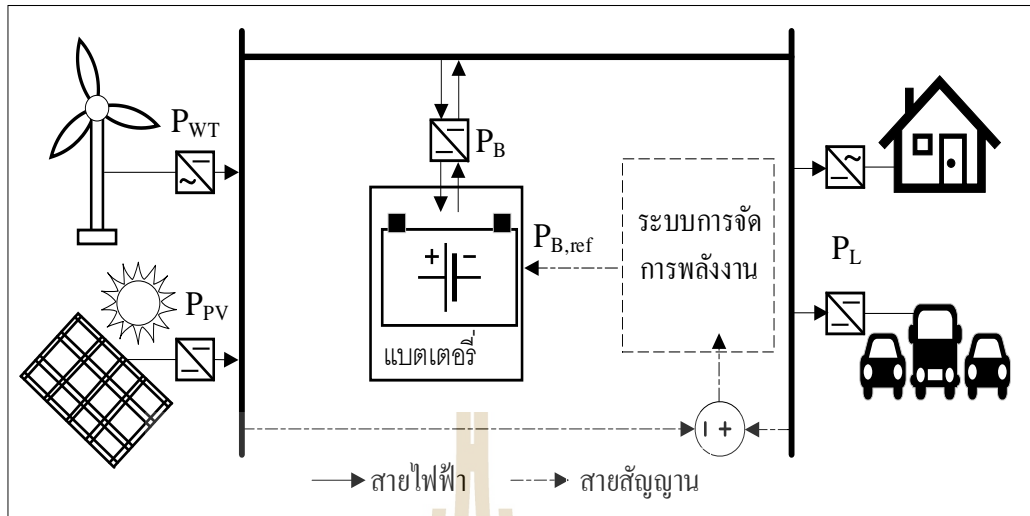 P_WT
P_B
P_B,ref
ระบบการจัด
การพลังงาน
P_L
P_PV
+ −
แบตเตอรี่
− +
สายไฟฟ้า
สายสัญญาน